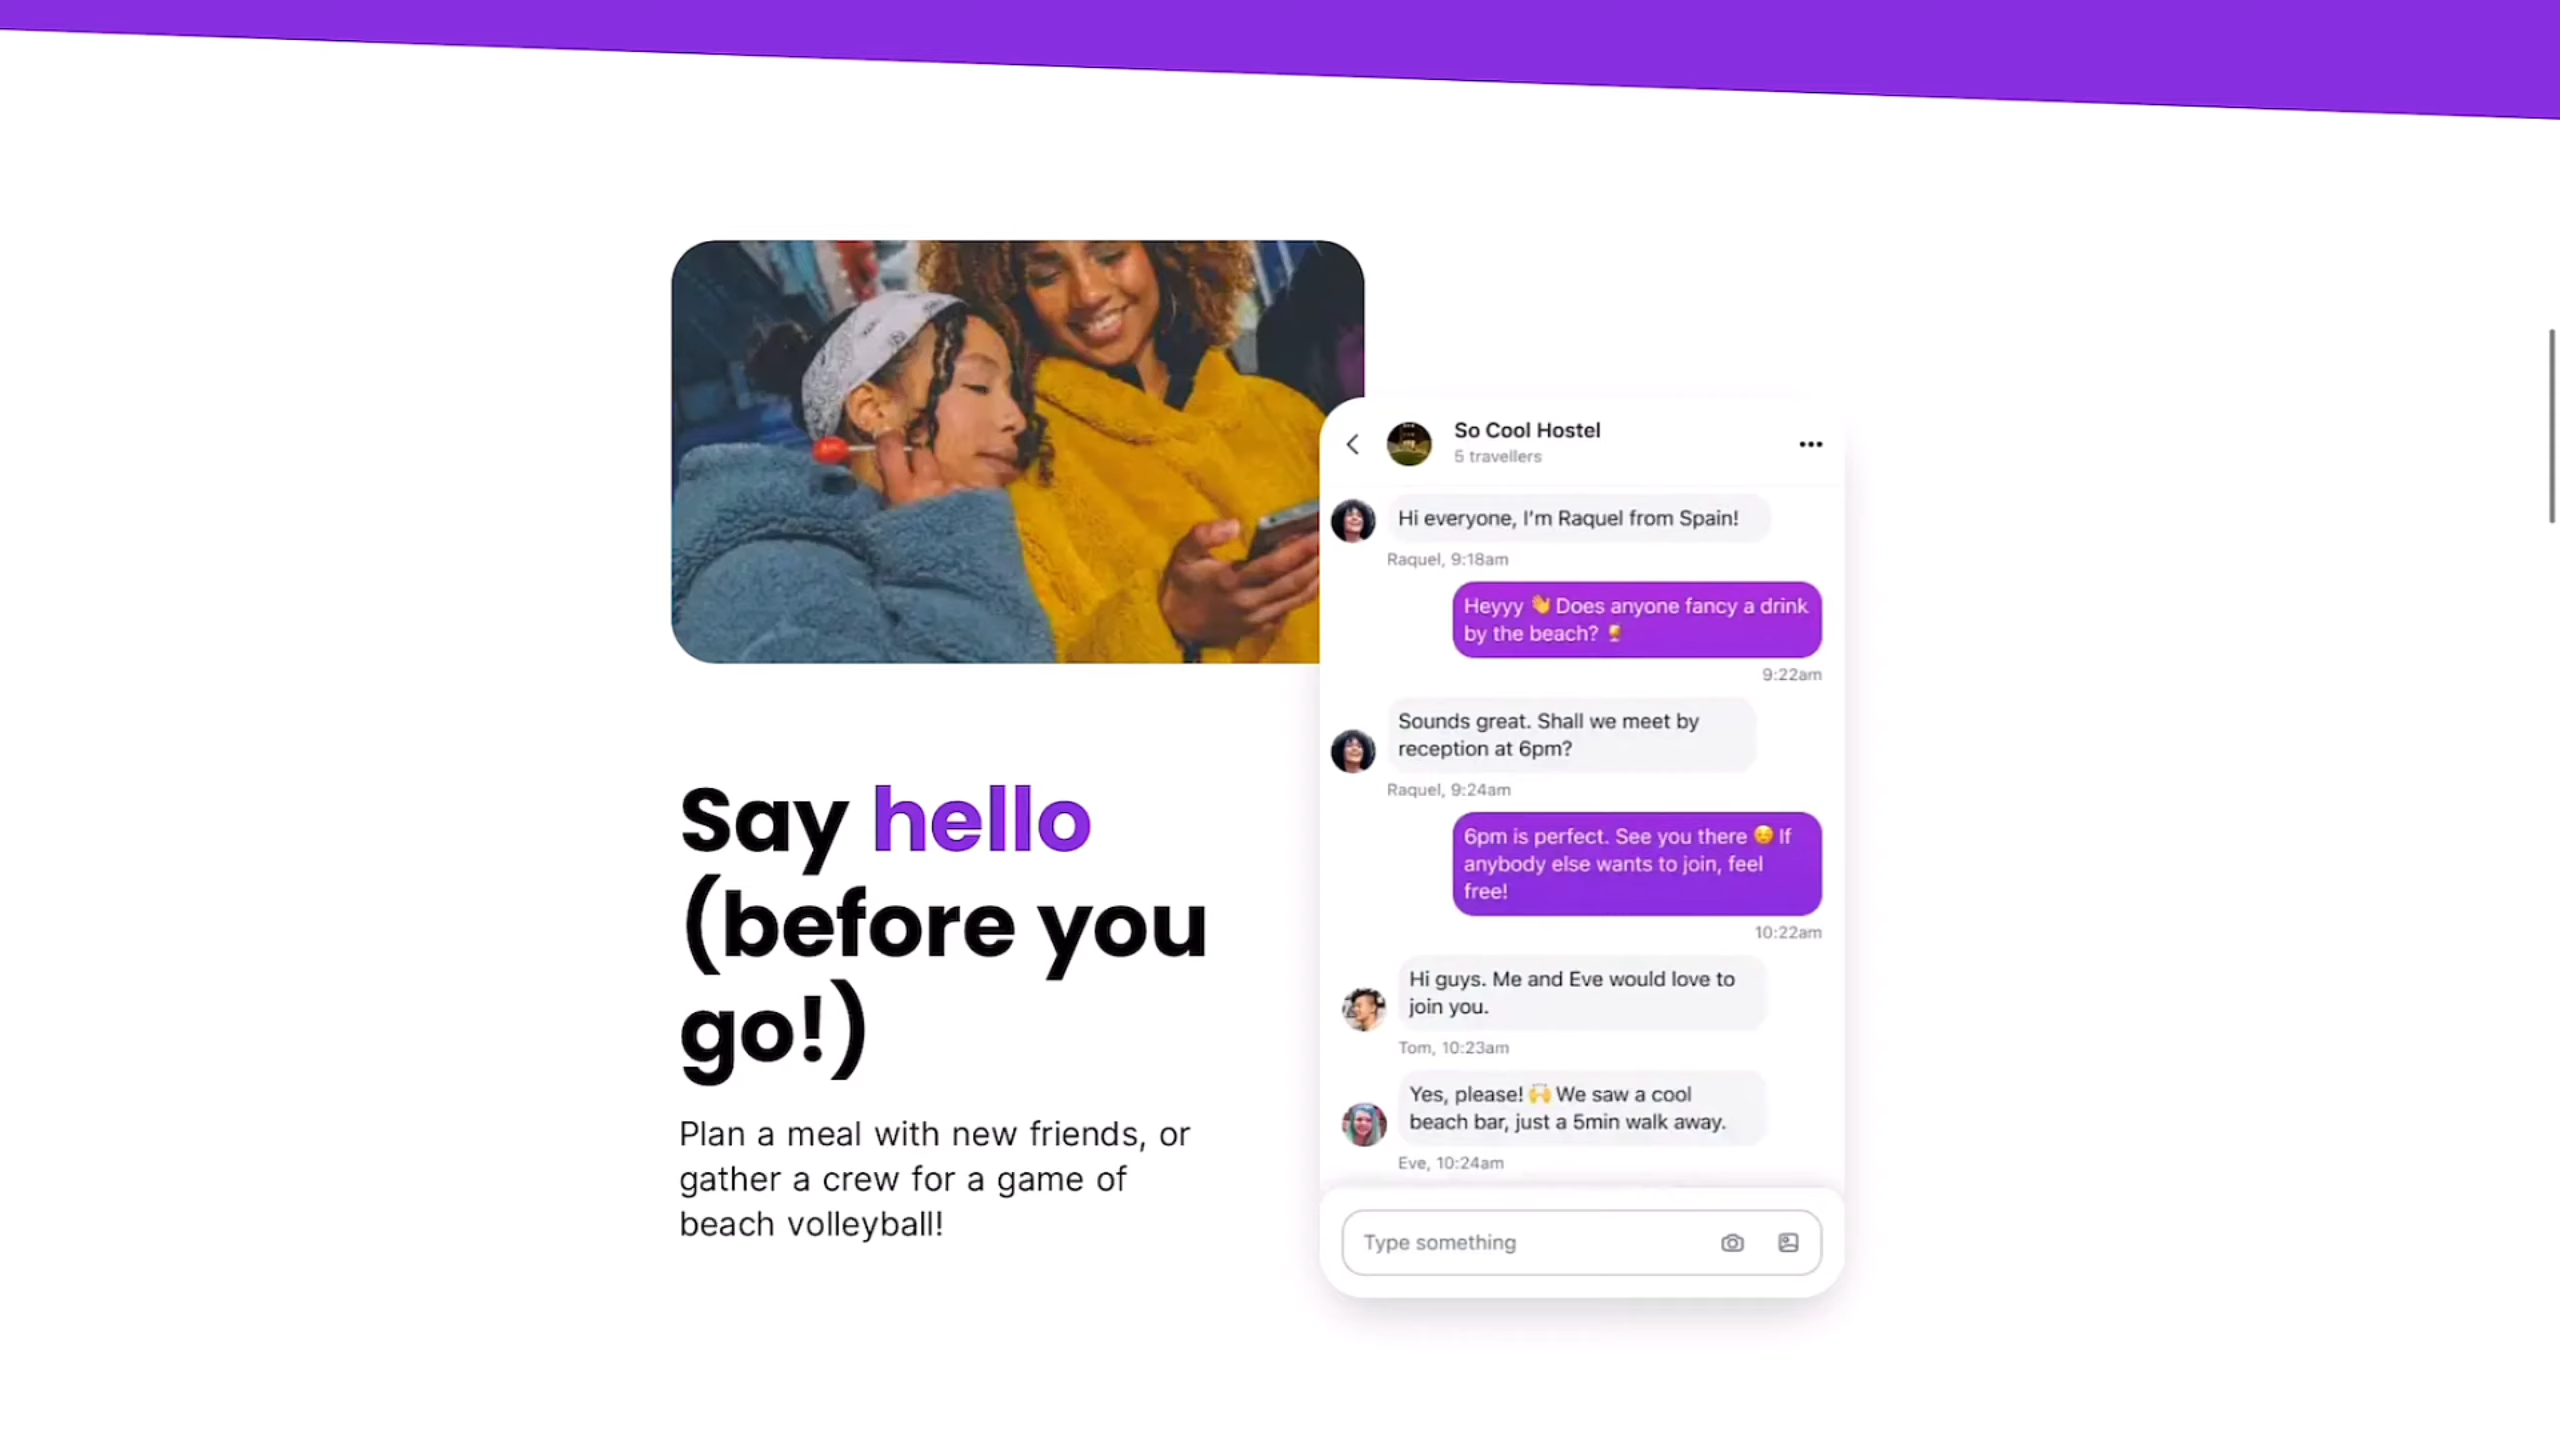 Say hello
(before you
go!)
Plan a meal with new friends, or
gather a crew for a game of
beach volleyball!
So Cool Hostel
5 travellers
Hi everyone, I'm Raquel from Spain!
Raquel, 9:18am
Heyyy 👋 Does anyone fancy a drink
by the beach? 🍹
9:22am
Sounds great. Shall we meet by
reception at 6pm?
Raquel, 9:24am
6pm is perfect. See you there 😊 If
anybody else wants to join, feel
free!
10:22am
Hi guys. Me and Eve would love to
join you.
Tom, 10:23am
Yes, please! 🙌 We saw a cool
beach bar, just a 5min walk away.
Eve, 10:24am
Type something